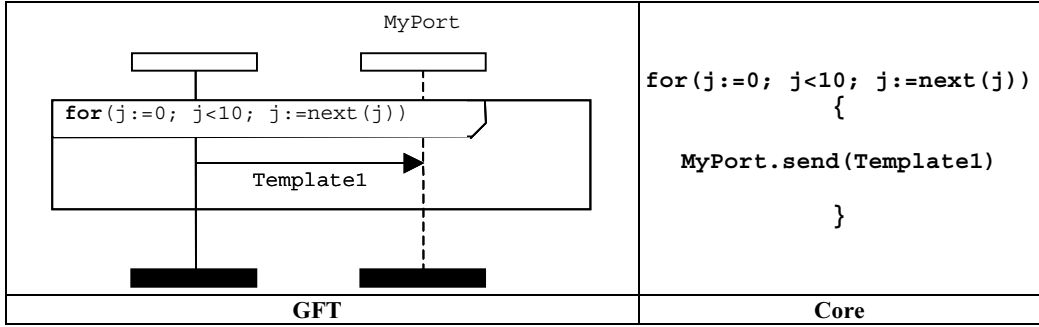 MyPort
for(j:=0; j<10; j:=next(j))
Template1
GFT
for(j:=0; j<10; j:=next(j))
{
MyPort.send(Template1)
}
Core